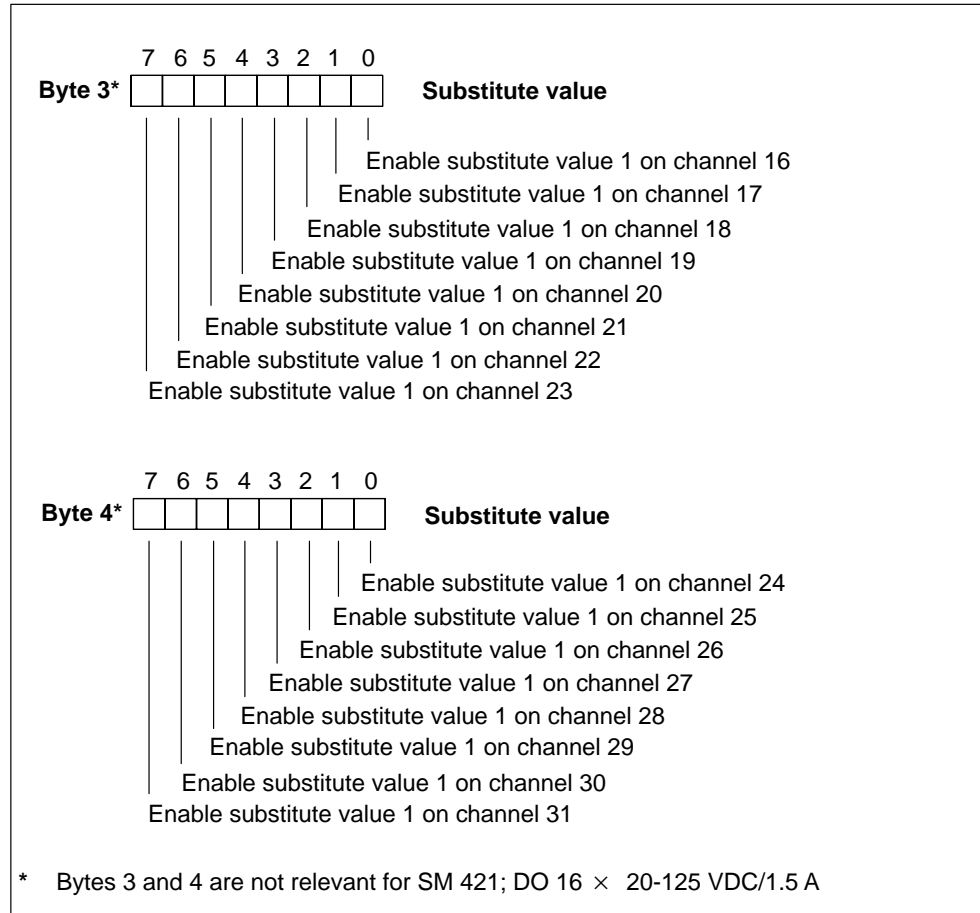 7 6 5 4 3 2 1 0
Byte 3* Substitute value
Enable substitute value 1 on channel 16
Enable substitute value 1 on channel 17
Enable substitute value 1 on channel 18
Enable substitute value 1 on channel 19
Enable substitute value 1 on channel 20
Enable substitute value 1 on channel 21
Enable substitute value 1 on channel 22
Enable substitute value 1 on channel 23
7 6 5 4 3 2 1 0
Byte 4* Substitute value
Enable substitute value 1 on channel 24
Enable substitute value 1 on channel 25
Enable substitute value 1 on channel 26
Enable substitute value 1 on channel 27
Enable substitute value 1 on channel 28
Enable substitute value 1 on channel 29
Enable substitute value 1 on channel 30
Enable substitute value 1 on channel 31
* Bytes 3 and 4 are not relevant for SM 421; DO 16 × 20-125 VDC/1.5 A